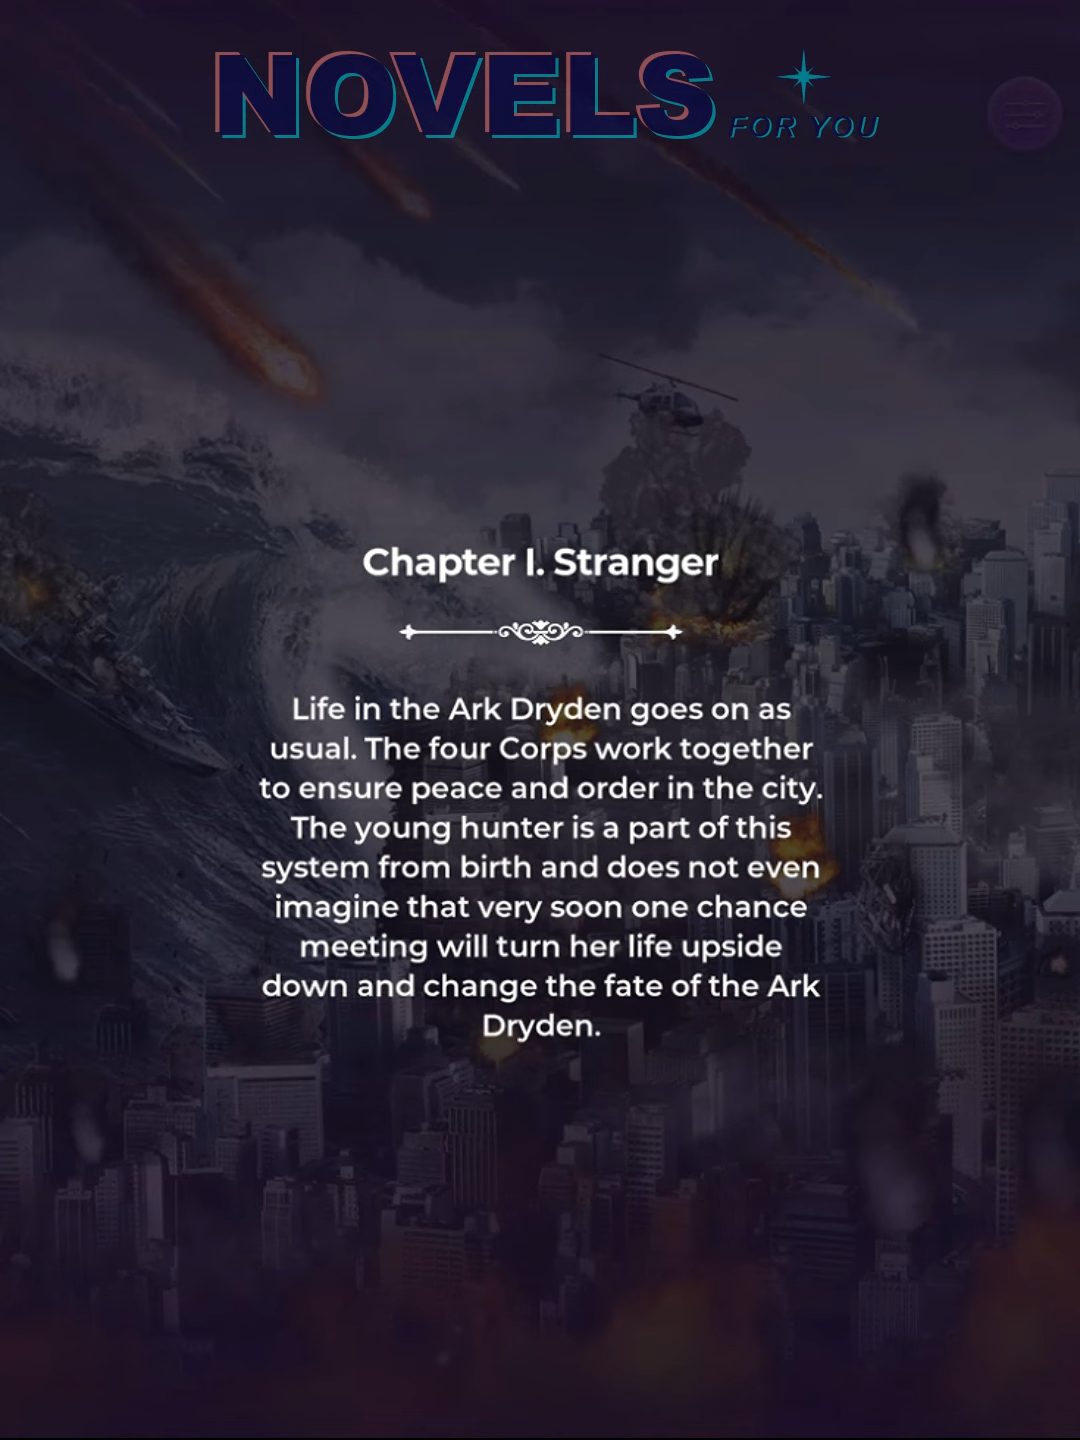 NOVELS
FOR YOU
Chapter I. Stranger
Life in the Ark Dryden goes on as
usual. The four Corps work together
to ensure peace and order in the city.
The young hunter is a part of this
system from birth and does not even
imagine that very soon one chance
meeting will turn her life upside
down and change the fate of the Ark
Dryden.